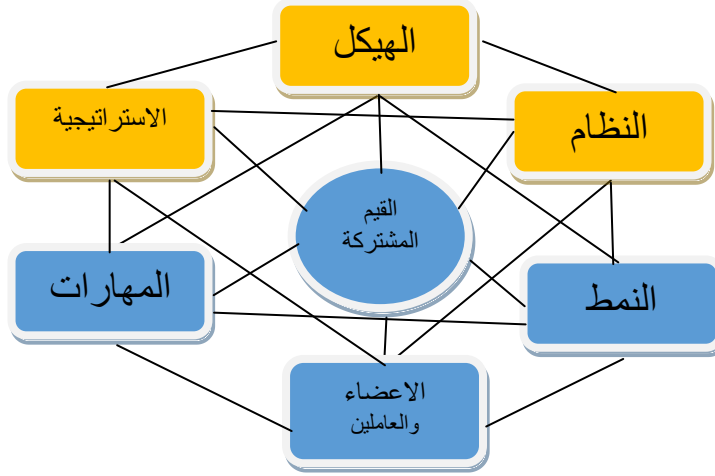 الهيكل
النظام
الاستراتيجية
القيم
المشتركة
النمط
المهارات
الاعضاء
والعاملين